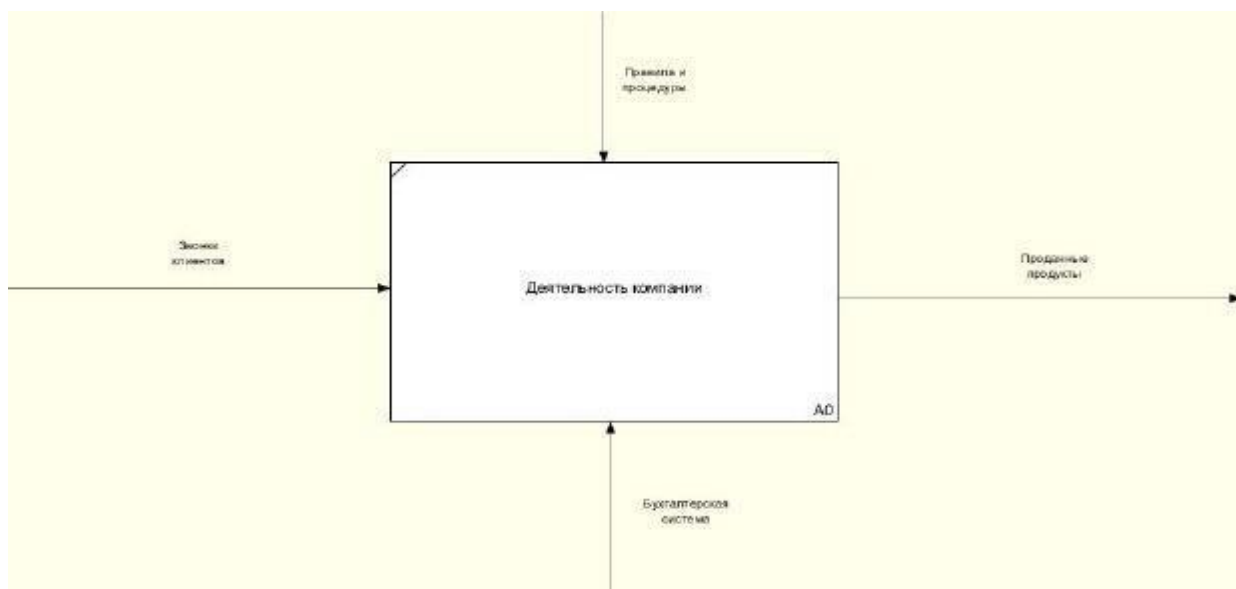 Правила и
процедуры
Звонки
клиентов
Деятельность компании
Проданные
продукты
A0
Бухгалтерская
система